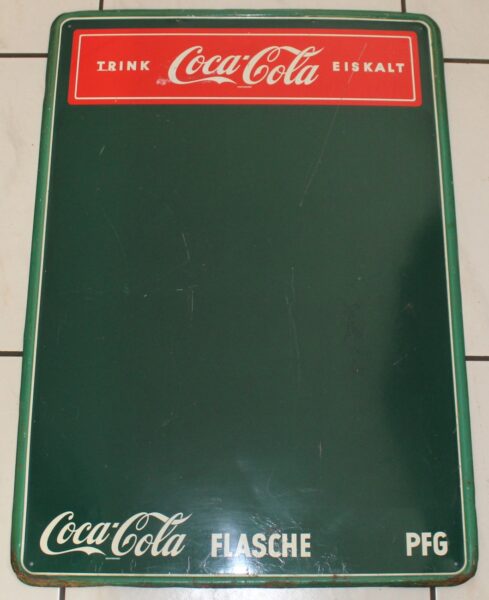 TRINK Coca-Cola EISKALT
Coca-Cola FLASCHE PFG